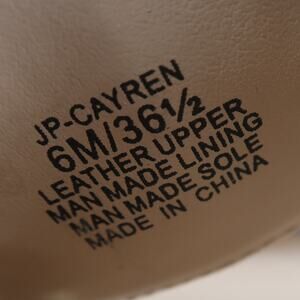 JP-CAYREN
6M/36½
LEATHER UPPER
MAN MADE LINING
MAN MADE SOLE
MADE IN CHINA